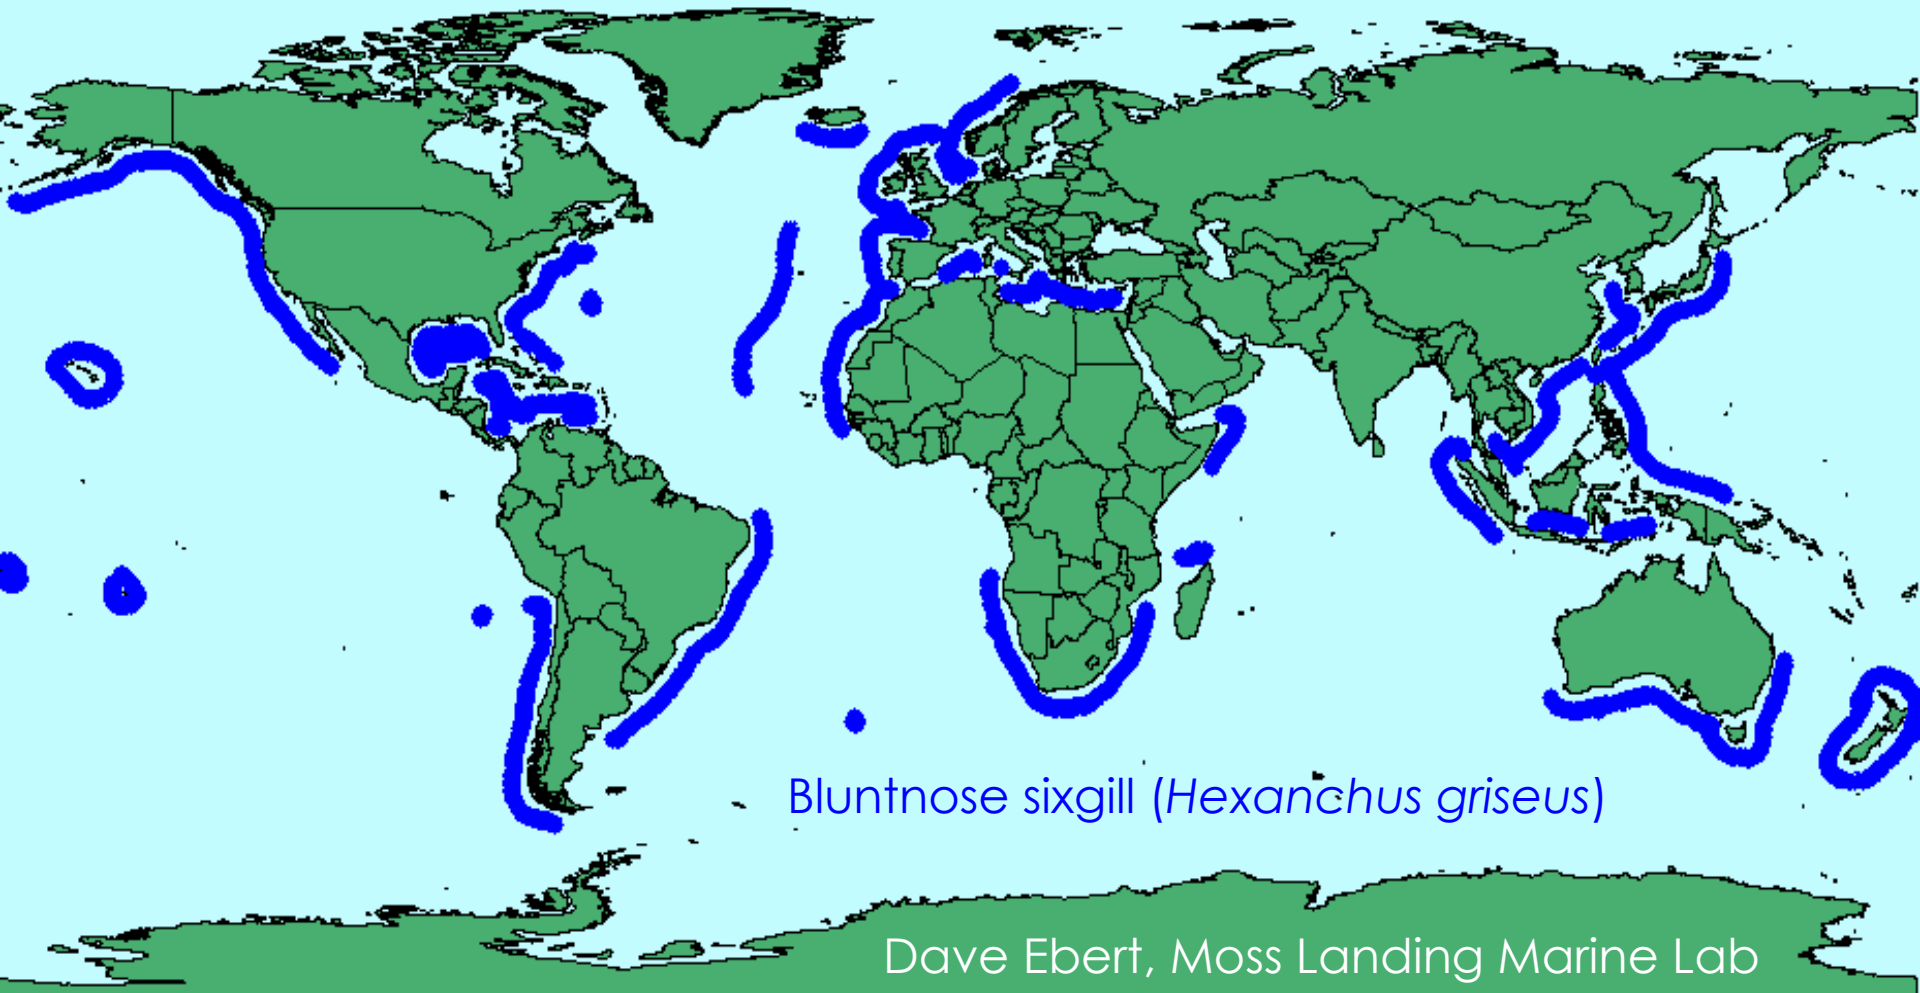 Bluntnose sixgill (Hexanchus griseus)
Dave Ebert, Moss Landing Marine Lab